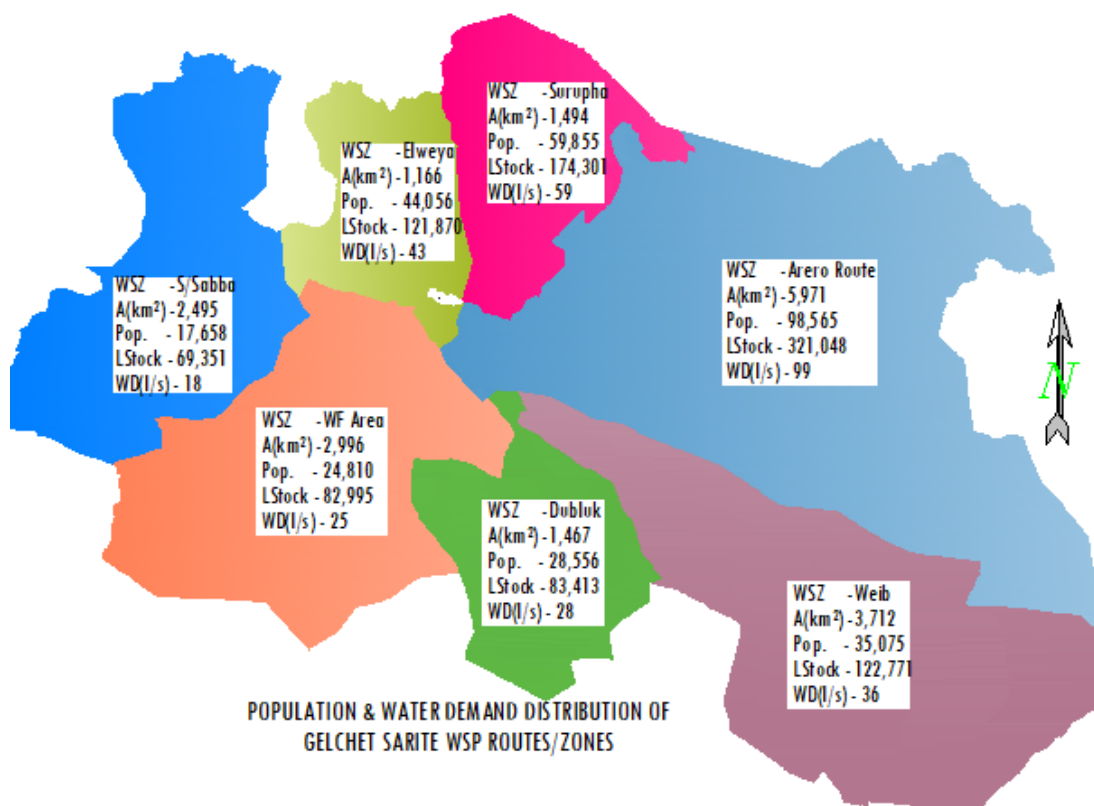 WSZ -Surupha
A(km²)-1,494
Pop. - 59,855
LStock - 174,301
WD(l/s)- 59
WSZ -Elweya
A(km²)-1,166
Pop. - 44,056
LStock - 121,870
WD(l/s)- 43
WSZ -S/Sabba
A(km²)-2,495
Pop. - 17,658
LStock - 69,351
WD(l/s) - 18
WSZ -Arero Route
A(km²)-5,971
Pop. - 98,565
LStock - 321,048
WD(l/s) - 99
N
WSZ -WF Area
A(km²)-2,996
Pop. - 24,810
LStock - 82,995
WD(l/s) - 25
WSZ -Dubluk
A(km²)-1,467
Pop. - 28,556
LStock - 83,413
WD(l/s) - 28
WSZ -Weib
A(km²)-3,712
Pop. - 35,075
LStock - 122,771
WD(l/s) - 36
POPULATION & WATER DEMAND DISTRIBUTION OF
GELCHET SARITE WSP ROUTES/ZONES